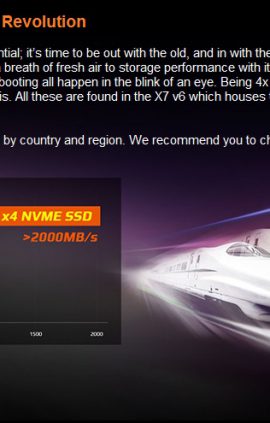 Revolution
ntial; it's time to be out with the old, and in with the
breath of fresh air to storage performance with it
booting all happen in the blink of an eye. Being 4x
is. All these are found in the X7 v6 which houses
by country and region. We recommend you to ch
x4 NVME SSD
>2000MB/s
1500 2000